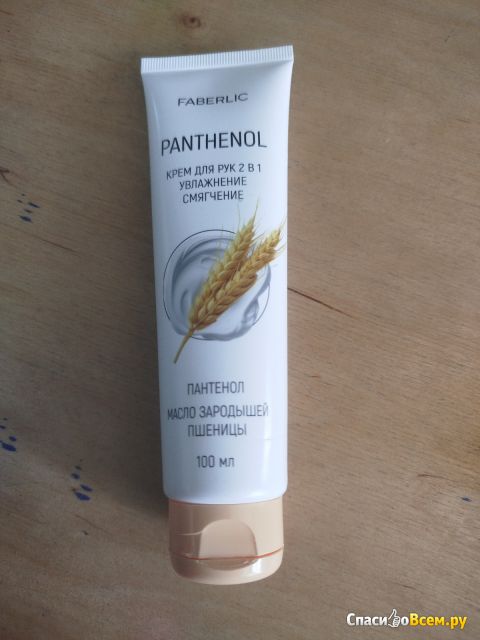 FABERLIC
PANTHENOL
КРЕМ ДЛЯ РУК 2 В 1
УВЛАЖНЕНИЕ
СМЯГЧЕНИЕ
ПАНТЕНОЛ
МАСЛО ЗАРОДЫШЕЙ
ПШЕНИЦЫ
100 мл
СпасибоВсем.ру